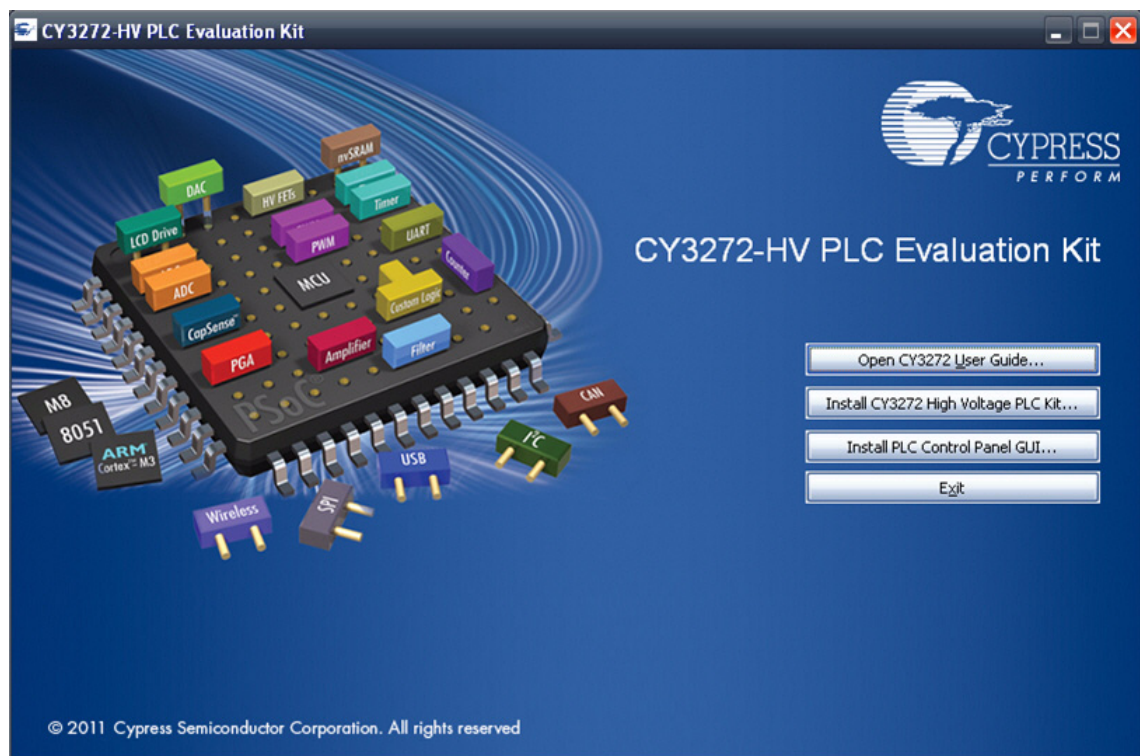 CY3272-HV PLC Evaluation Kit
CYPRESS
PERFORM
CY3272-HV PLC Evaluation Kit
nvSRAM
DAC
HV FETs
Timer
LCD Drive
PWM
UART
Counter
ADC
MCU
Custom Logic
CapSense™
PGA
Amplifier
Filter
PSoC
M8
8051
ARM
Cortex™-M3
CAN
I²C
USB
SPI
Wireless
Open CY3272 User Guide...
Install CY3272 High Voltage PLC Kit...
Install PLC Control Panel GUI...
Exit
© 2011 Cypress Semiconductor Corporation. All rights reserved